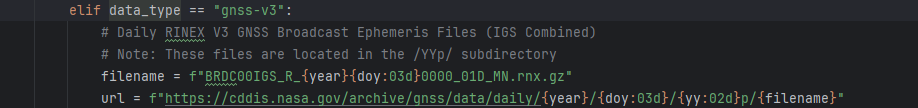 elif data_type == "gnss-v3":
# Daily RINEX V3 GNSS Broadcast Ephemeris Files (IGS Combined)
# Note: These files are located in the /YYp/ subdirectory
filename = f"BRDC00IGS_R_{year}{doy:03d}0000_01D_MN.rnx.gz"
url = f"https://cddis.nasa.gov/archive/gnss/data/daily/{year}/{doy:03d}/{yy:02d}p/{filename}"